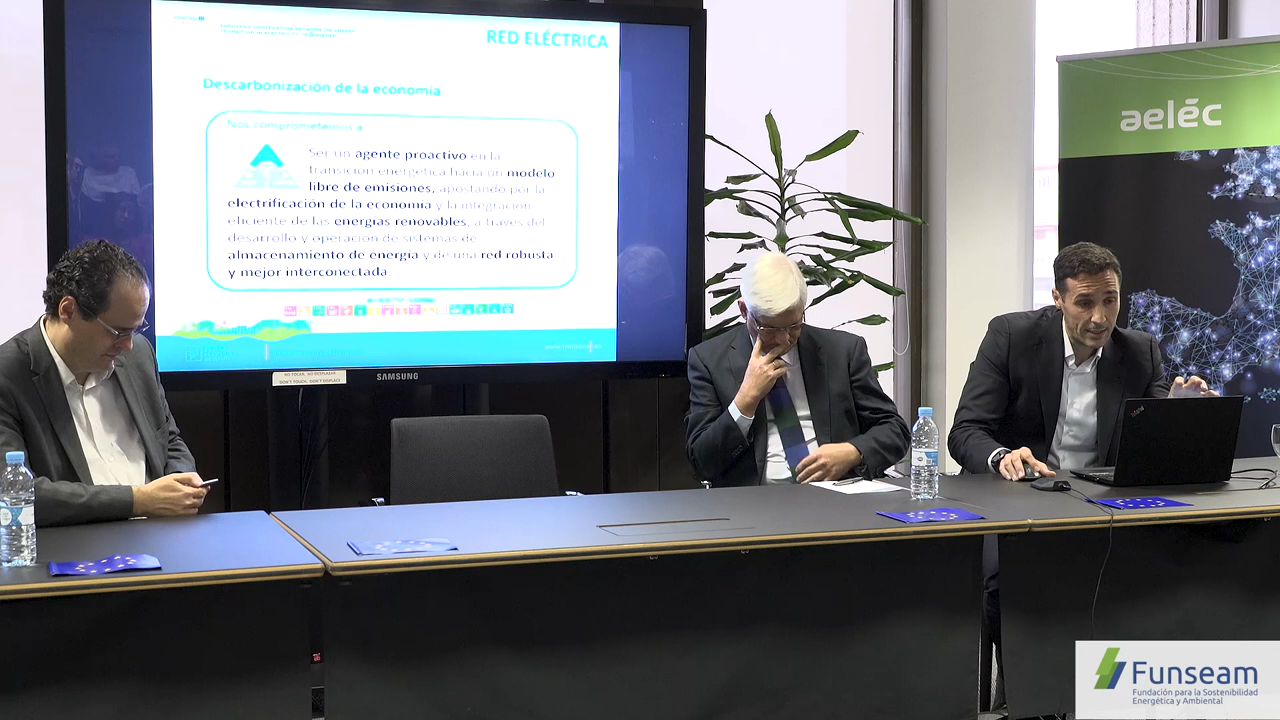 RED ELÉCTRICA
Descarbonización de la economía
Nos comprometemos a
Ser un agente proactivo en la
transición energética hacia un modelo
libre de emisiones, apostando por la
electrificación de la economía y la integración
eficiente de las energías renovables, a través del
desarrollo y operación de sistemas de
almacenamiento de energía y de una red robusta
y mejor interconectada
NO TOCAR, NO DESPLAZAR
DON'T TOUCH, DON'T DISPLACE
SAMSUNG
aeléc
Funseam
Fundación para la Sostenibilidad
Energética y Ambiental